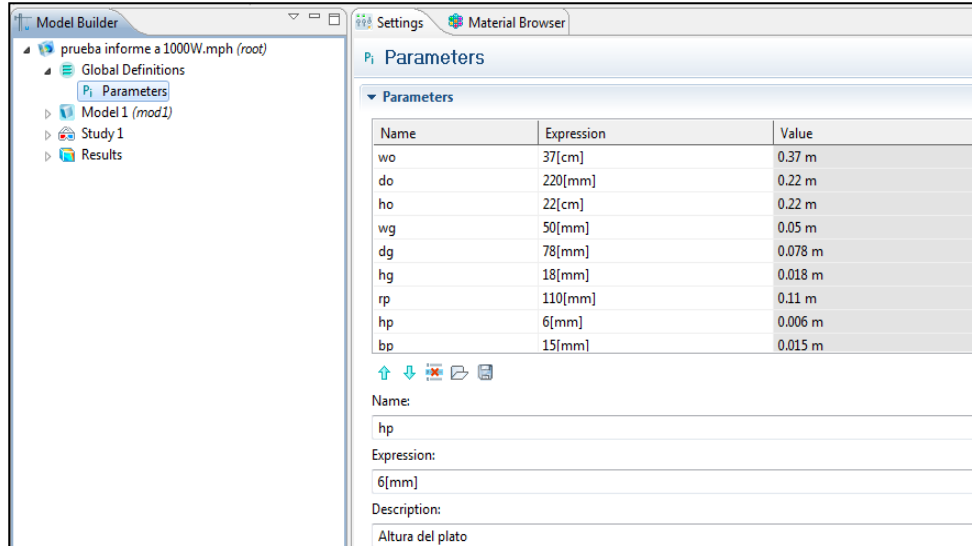 Model Builder
prueba informe a 1000W.mph (root)
Global Definitions
Pi Parameters
Model 1 (mod1)
Study 1
Results
Settings Material Browser
Pi Parameters
Parameters
Name Expression Value
wo 37[cm] 0.37 m
do 220[mm] 0.22 m
ho 22[cm] 0.22 m
wg 50[mm] 0.05 m
dg 78[mm] 0.078 m
hg 18[mm] 0.018 m
rp 110[mm] 0.11 m
hp 6[mm] 0.006 m
bp 15[mm] 0.015 m
Name:
hp
Expression:
6[mm]
Description:
Altura del plato